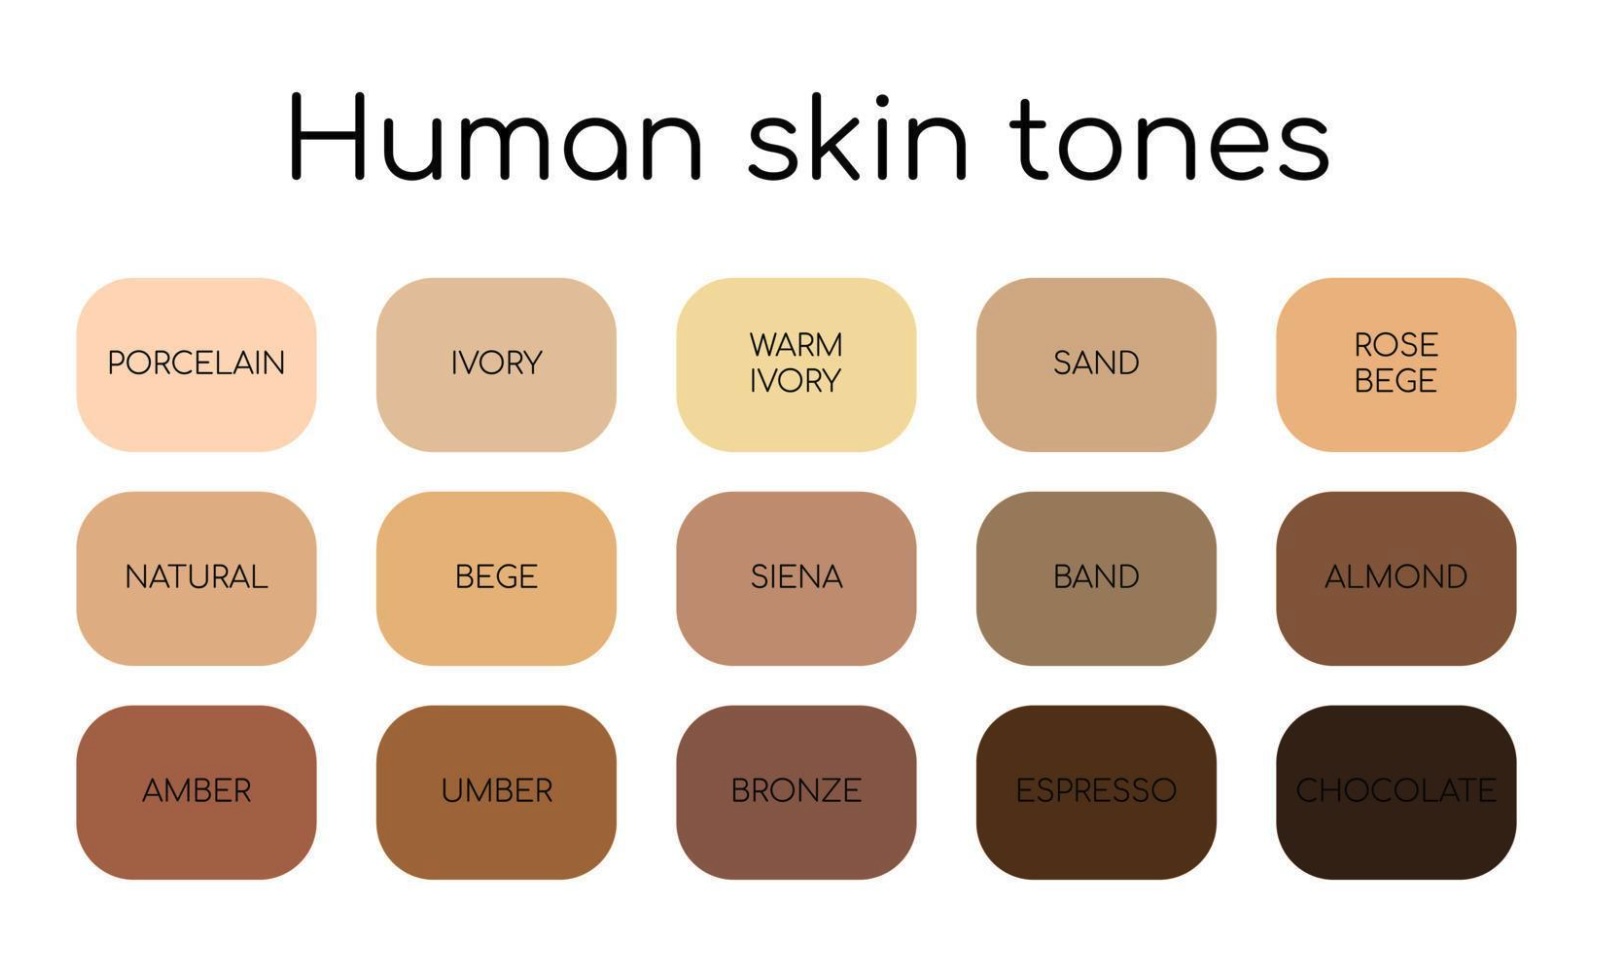 Human skin tones
PORCELAIN
IVORY
WARM
IVORY
SAND
ROSE
BEGE
NATURAL
BEGE
SIENA
BAND
ALMOND
AMBER
UMBER
BRONZE
ESPRESSO
CHOCOLATE